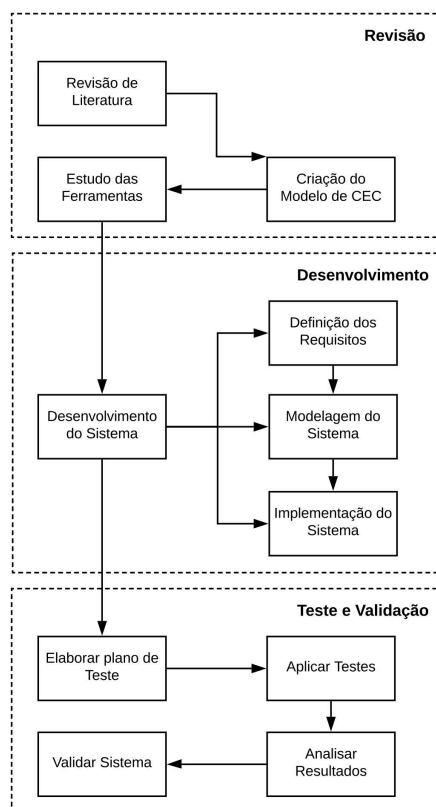 Revisão
Revisão de
Literatura
Estudo das
Ferramentas
Criação do
Modelo de CEC
Desenvolvimento
Definição dos
Requisitos
Desenvolvimento
do Sistema
Modelagem do
Sistema
Implementação do
Sistema
Teste e Validação
Elaborar plano de
Teste
Aplicar Testes
Validar Sistema
Analisar
Resultados